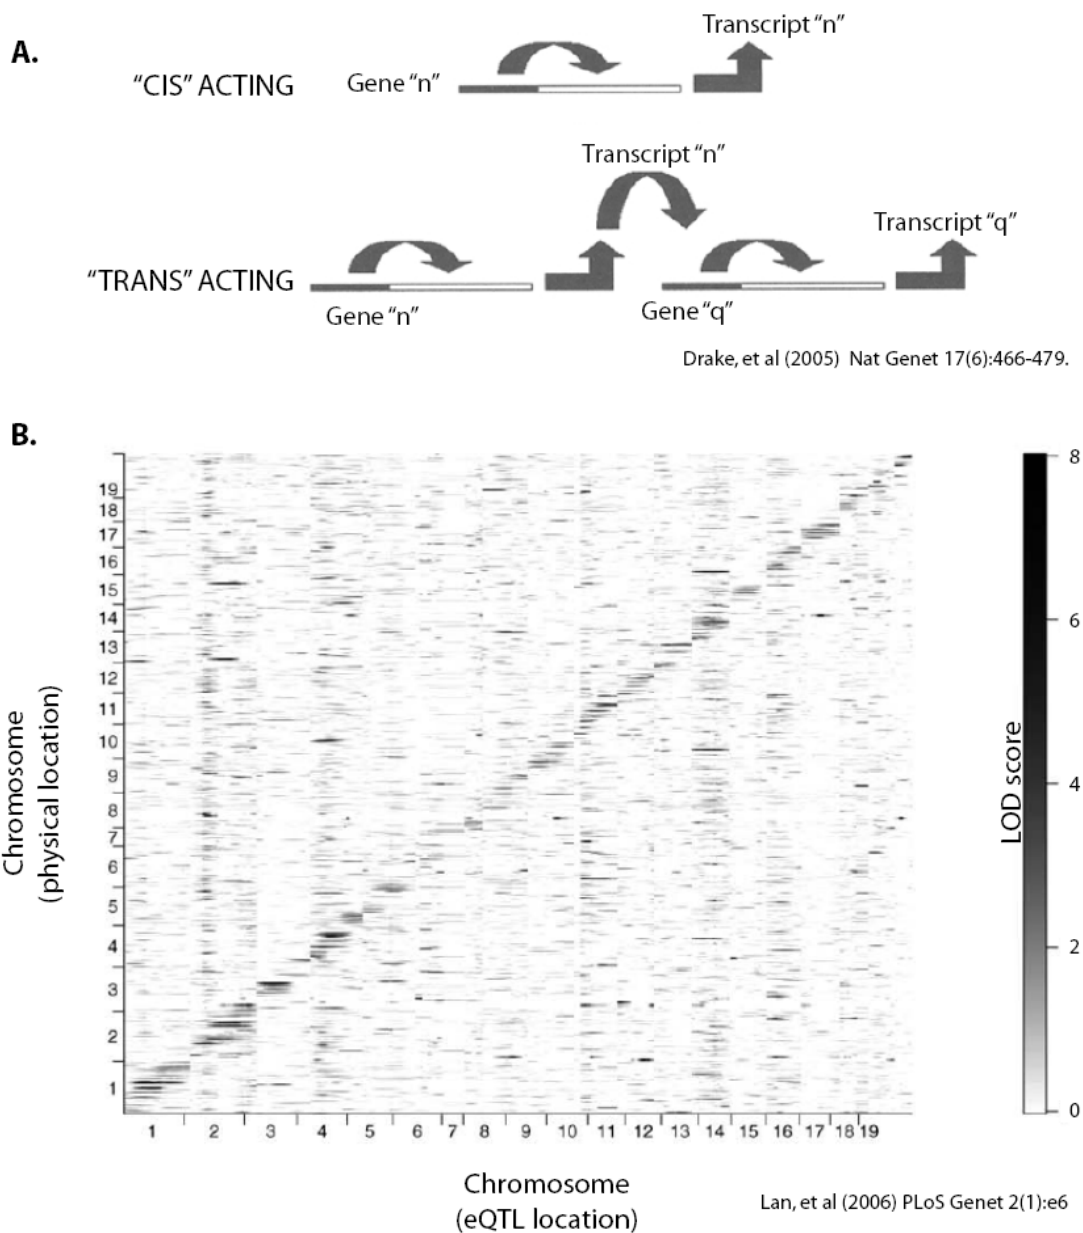 A.
Transcript “n”
“CIS” ACTING
Gene “n”
Transcript “n”
Transcript “q”
“TRANS” ACTING
Gene “n”
Gene “q”
Drake, et al (2005) Nat Genet 17(6):466-479.
B.
Chromosome
(physical location)
19
18
17
16
15
14
13
12
11
10
9
8
7
6
5
4
3
2
1
1 2 3 4 5 6 7 8 9 10 11 12 13 14 15 16 17 18 19
Chromosome
(eQTL location)
LOD score
8
6
4
2
0
Lan, et al (2006) PLoS Genet 2(1):e6